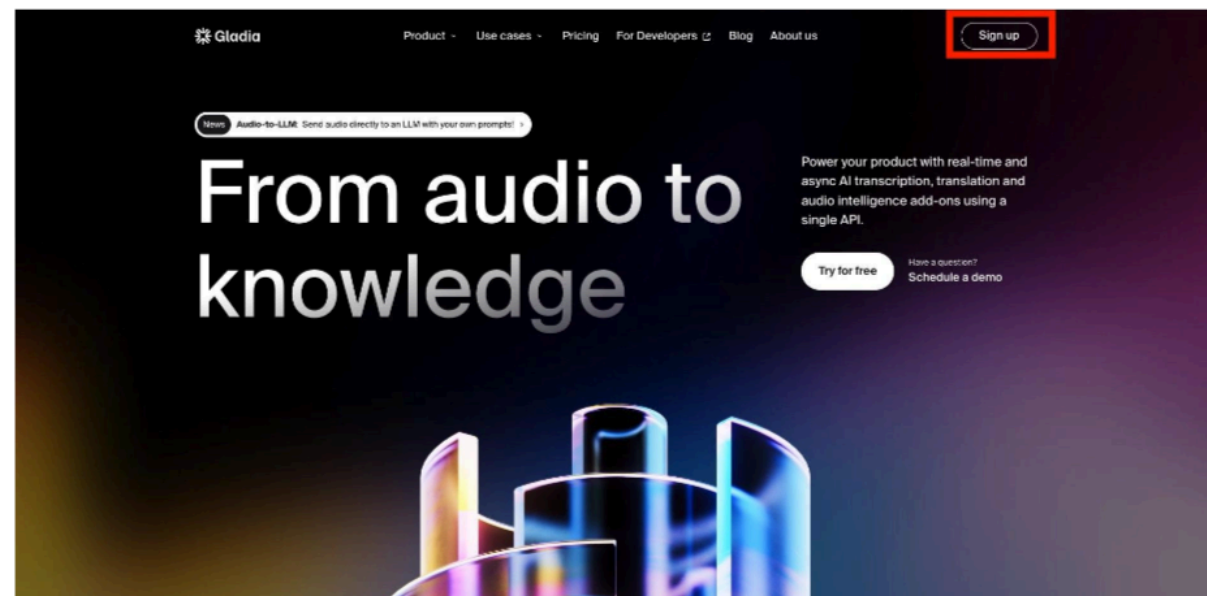 Gladia
Product
Use cases
Pricing
For Developers
Blog
About us
Sign up
News Audio-to-LLM: Send audio directly to an LLM with your own prompts!
From audio to
knowledge
Power your product with real-time and
async AI transcription, translation and
audio intelligence add-ons using a
single API.
Try for free
Have a question?
Schedule a demo